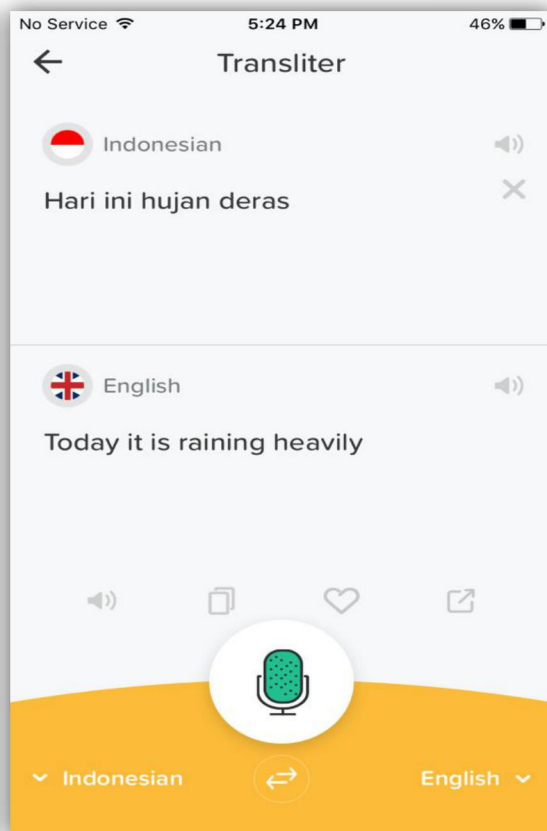 No Service 5:24 PM 46%
Transliter
Indonesian
Hari ini hujan deras
English
Today it is raining heavily
Indonesian English